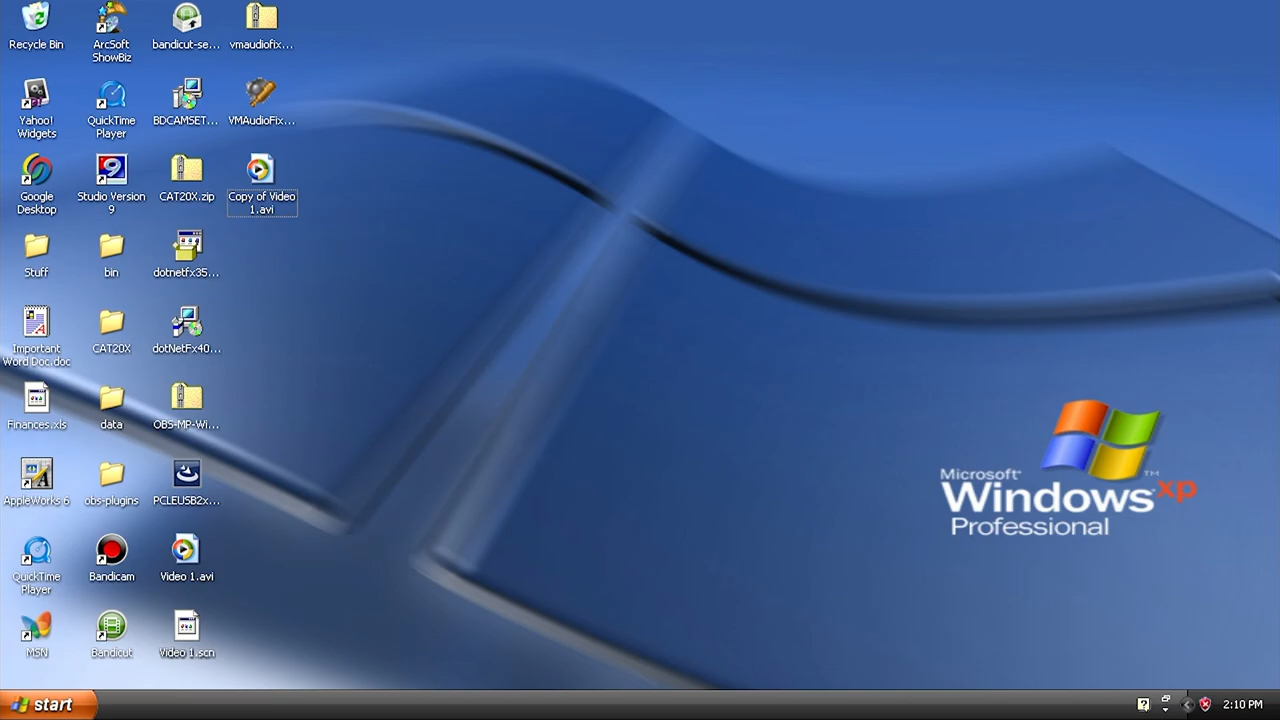 Recycle Bin
ArcSoft
ShowBiz
bandicut-se...
vmaudiofix...
Yahoo!
Widgets
QuickTime
Player
BDCAMSET...
VMAudioFix...
Google
Desktop
Studio Version
9
CAT20X.zip
Copy of Video
1.avi
Stuff
bin
dotnetfx35...
Important
Word Doc.doc
CAT20X
dotNetFx40...
Finances.xls
data
OBS-MP-Wi...
AppleWorks 6
obs-plugins
PCLEUSB2x...
QuickTime
Player
Bandicam
Video 1.avi
MSN
Bandicut
Video 1.scn
Microsoft®
Windows xp
Professional
start
2:10 PM